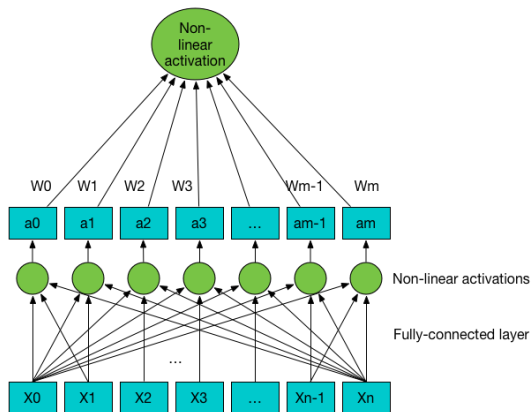 Non-
linear
activation
W0 W1 W2 W3 Wm-1 Wm
a0 a1 a2 a3 ... am-1 am
Non-linear activations
Fully-connected layer
...
X0 X1 X2 X3 ... Xn-1 Xn